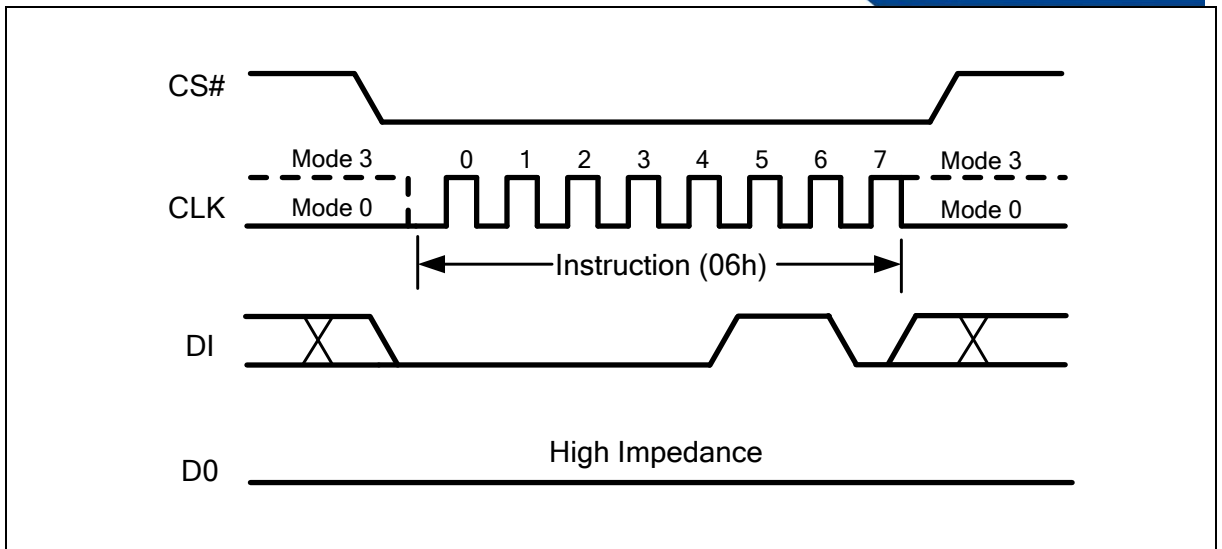 CS#
Mode 3 0 1 2 3 4 5 6 7 Mode 3
CLK Mode 0 Mode 0
Instruction (06h)
DI
High Impedance
D0